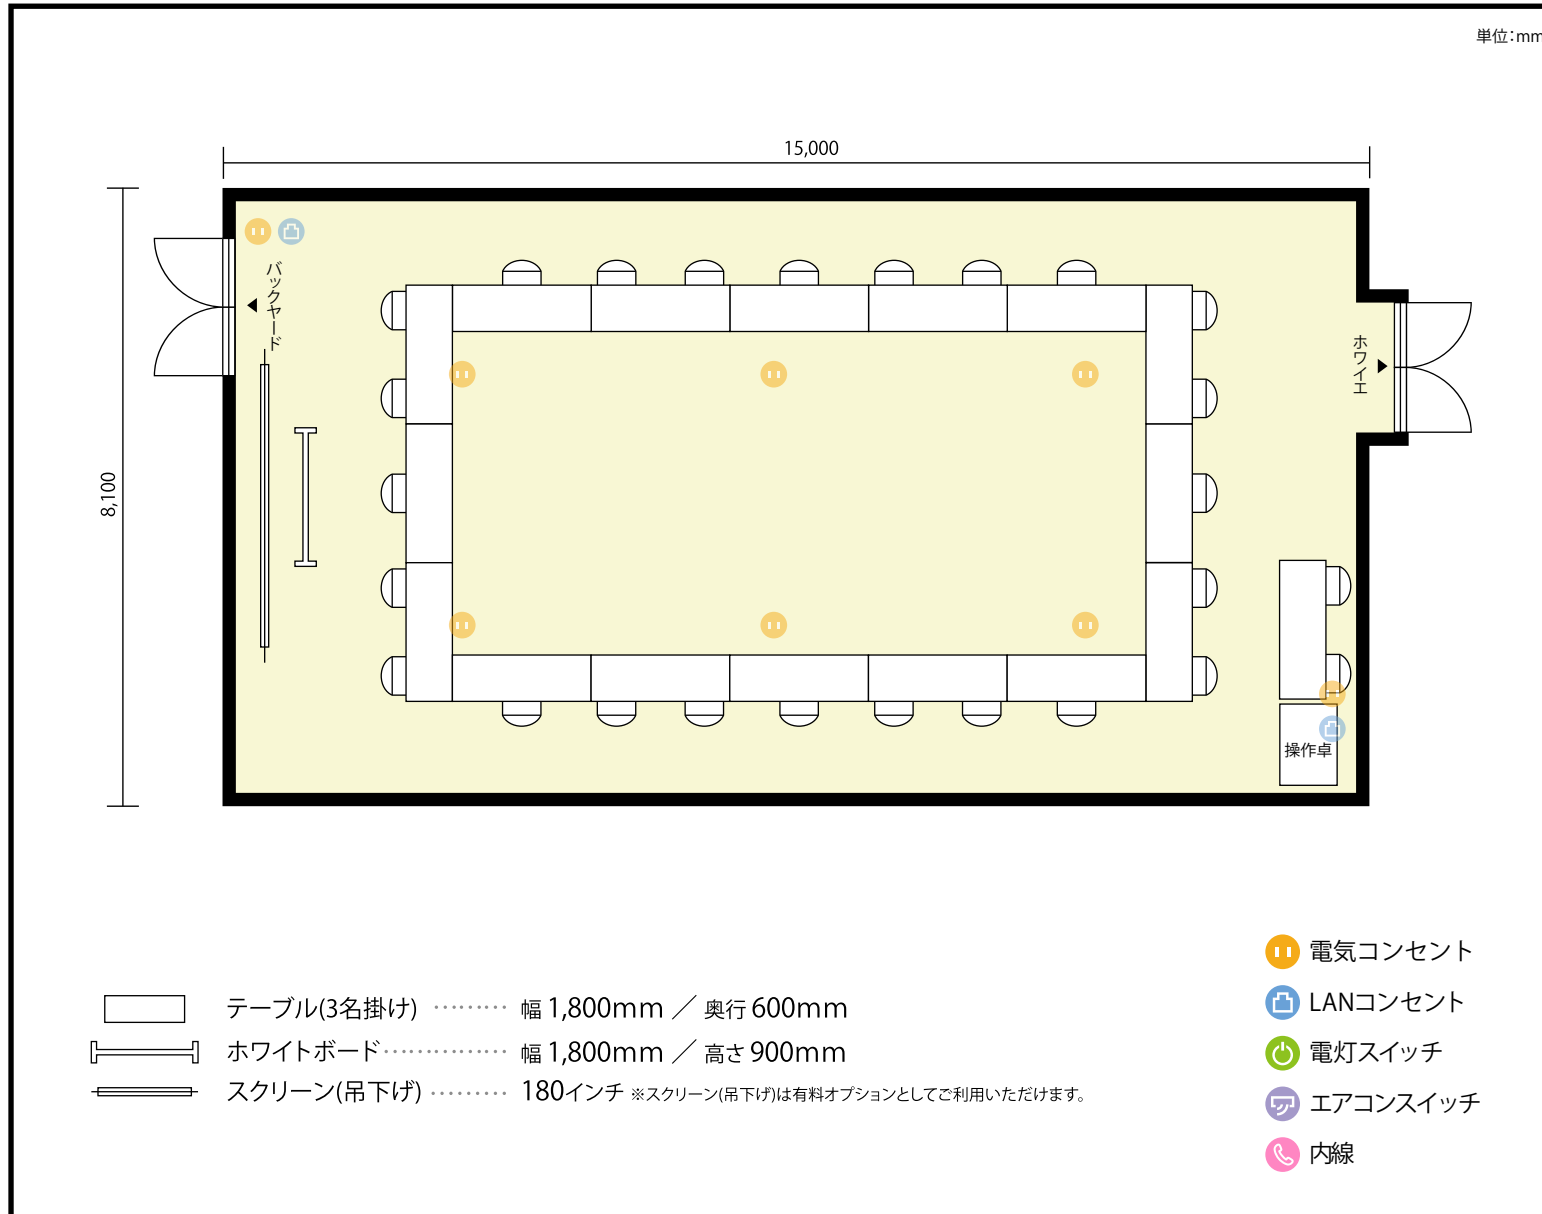 単位：mm
15,000
8,100
バックヤード
ホワイエ
操作卓
テーブル(3名掛け) ········· 幅 1,800mm ／ 奥行 600mm
ホワイトボード ··············· 幅 1,800mm ／ 高さ 900mm
スクリーン(吊下げ) ········· 180インチ ※スクリーン(吊下げ)は有料オプションとしてご利用いただけます。
電気コンセント
LANコンセント
電灯スイッチ
エアコンスイッチ
内線